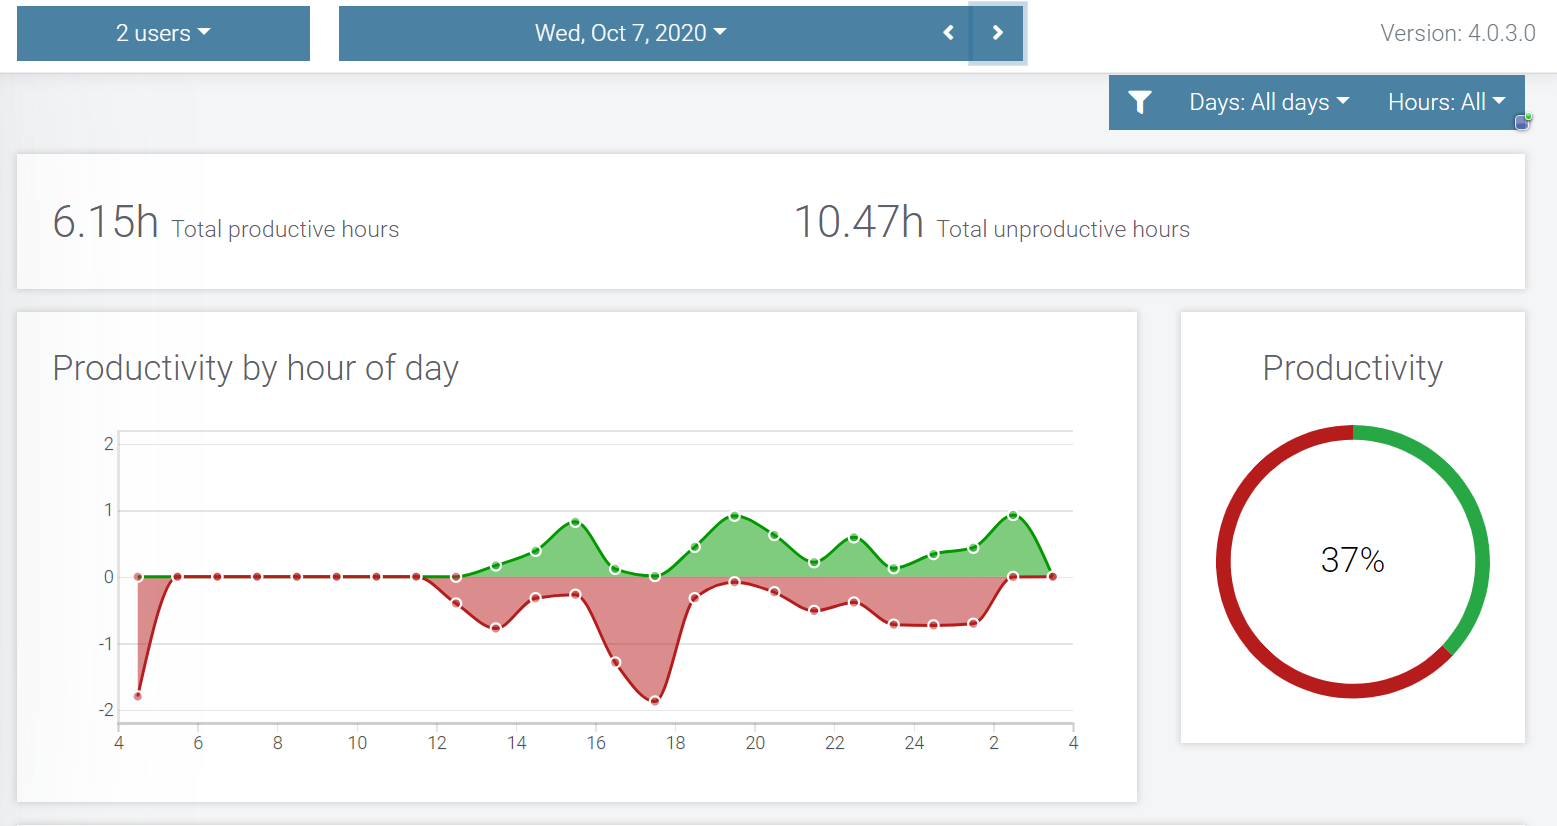 2 users
Wed, Oct 7, 2020
Version: 4.0.3.0
Days: All days
Hours: All
6.15h Total productive hours
10.47h Total unproductive hours
Productivity by hour of day
2
1
0
-1
-2
4 6 8 10 12 14 16 18 20 22 24 2 4
Productivity
37%